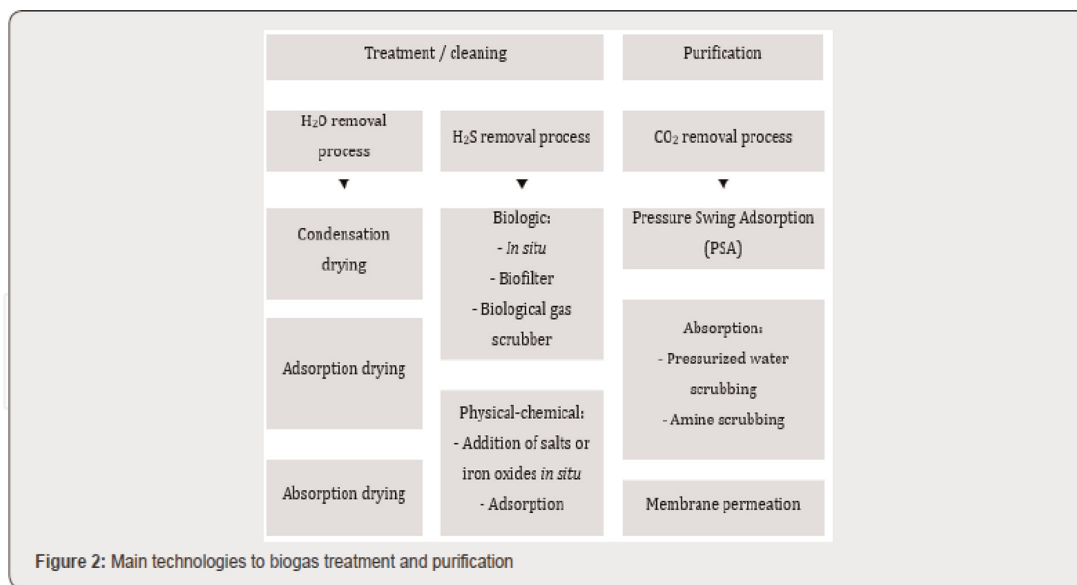 Treatment / cleaning
Purification
H₂O removal
process
H₂S removal process
CO₂ removal process
Condensation
drying
Adsorption drying
Absorption drying
Biologic:
- In situ
- Biofilter
- Biological gas
scrubber
Physical-chemical:
- Addition of salts or
iron oxides in situ
- Adsorption
Pressure Swing Adsorption
(PSA)
Absorption:
- Pressurized water
scrubbing
- Amine scrubbing
Membrane permeation
Figure 2: Main technologies to biogas treatment and purification